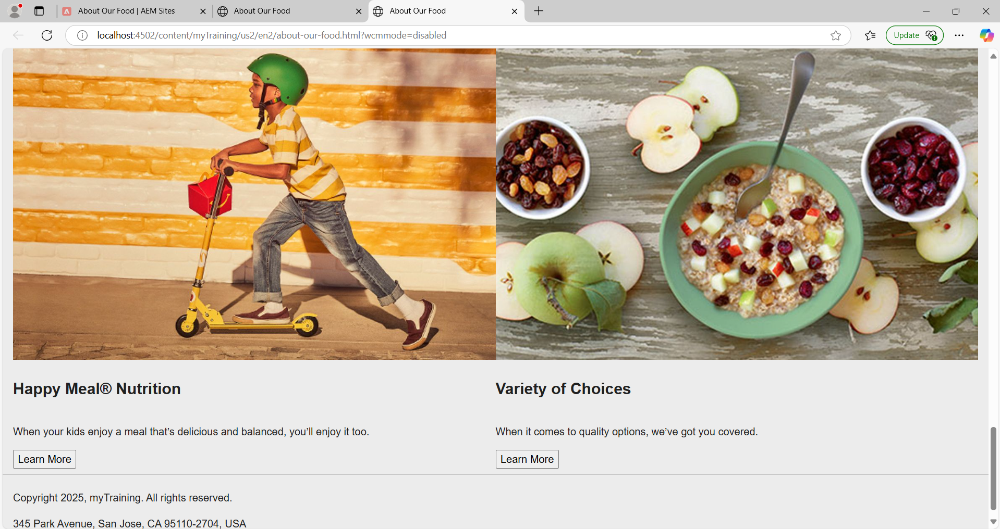 About Our Food | AEM Sites
About Our Food
About Our Food
localhost:4502/content/myTraining/us2/en2/about-our-food.html?wcmmode=disabled
Update
Happy Meal® Nutrition
When your kids enjoy a meal that’s delicious and balanced, you’ll enjoy it too.
Learn More
Variety of Choices
When it comes to quality options, we’ve got you covered.
Learn More
Copyright 2025, myTraining. All rights reserved.
345 Park Avenue, San Jose, CA 95110-2704, USA